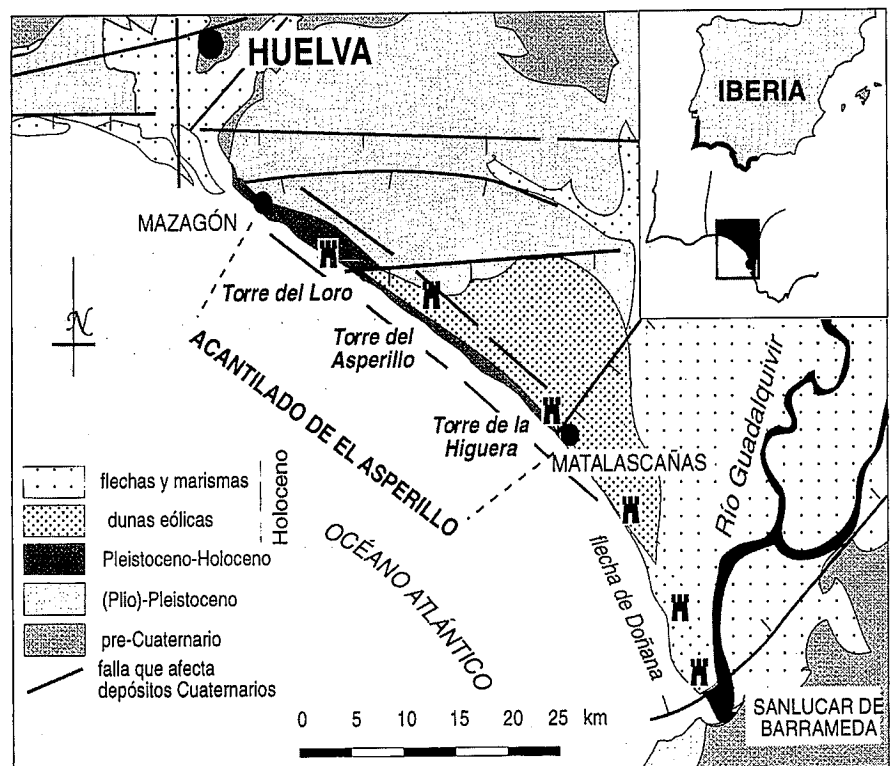 HUELVA
IBERIA
MAZAGÓN
Torre del Loro
Torre del
Asperillo
N
ACANTILADO DE EL ASPERILLO
Torre de la
Higuera
MATALASCAÑAS
Río Guadalquivir
flechas y marismas
dunas eólicas
Holoceno
Pleistoceno-Holoceno
(Plio)-Pleistoceno
pre-Cuaternario
falla que afecta
depósitos Cuaternarios
OCÉANO ATLÁNTICO
flecha de Doñana
0 5 10 15 20 25 km
SANLUCAR DE
BARRAMEDA